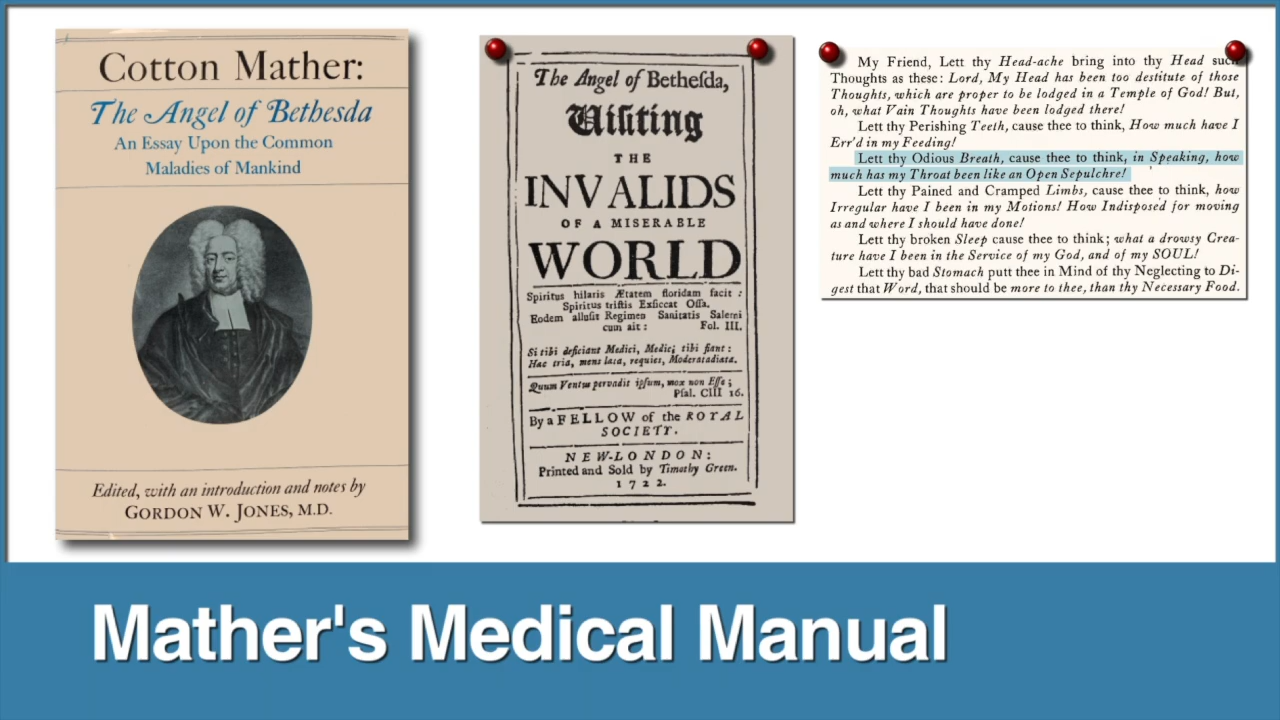 Cotton Mather:
The Angel of Bethesda
An Essay Upon the Common
Maladies of Mankind
Edited, with an introduction and notes by
GORDON W. JONES, M.D.
The Angel of Betheſda,
Uiſiting
THE
INVALIDS
OF A MISERABLE
WORLD
Spiritus hilaris Ætatem floridam facit :
Spiritus triſtis Exſiccat Oſſa.
Eodem alluſit Regimen Sanitatis Salerni
cum ait : Fol. III.
Si tibi deficiant Medici, Medici tibi fiant :
Hæc tria, mens læta, requies, Moderatadiæta.
Quum Ventus pervadit ipſum, mox non Eſſe ;
Pſal. CIII 16.
By a FELLOW of the ROYAL
SOCIETY.
NEW-LONDON:
Printed and Sold by Timothy Green.
1722.
My Friend, Lett thy Head-ache bring into thy Head such
Thoughts as these: Lord, My Head has been too destitute of those
Thoughts, which are proper to be lodged in a Temple of God! But,
oh, what Vain Thoughts have been lodged there!
Lett thy Perishing Teeth, cause thee to think, How much have I
Err'd in my Feeding!
Lett thy Odious Breath, cause thee to think, in Speaking, how
much has my Throat been like an Open Sepulchre!
Lett thy Pained and Cramped Limbs, cause thee to think, how
Irregular have I been in my Motions! How Indisposed for moving
as and where I should have done!
Lett thy broken Sleep cause thee to think; what a drowsy Crea-
ture have I been in the Service of my God, and of my SOUL!
Lett thy bad Stomach putt thee in Mind of thy Neglecting to Di-
gest that Word, that should be more to thee, than thy Necessary Food.
Mather's Medical Manual